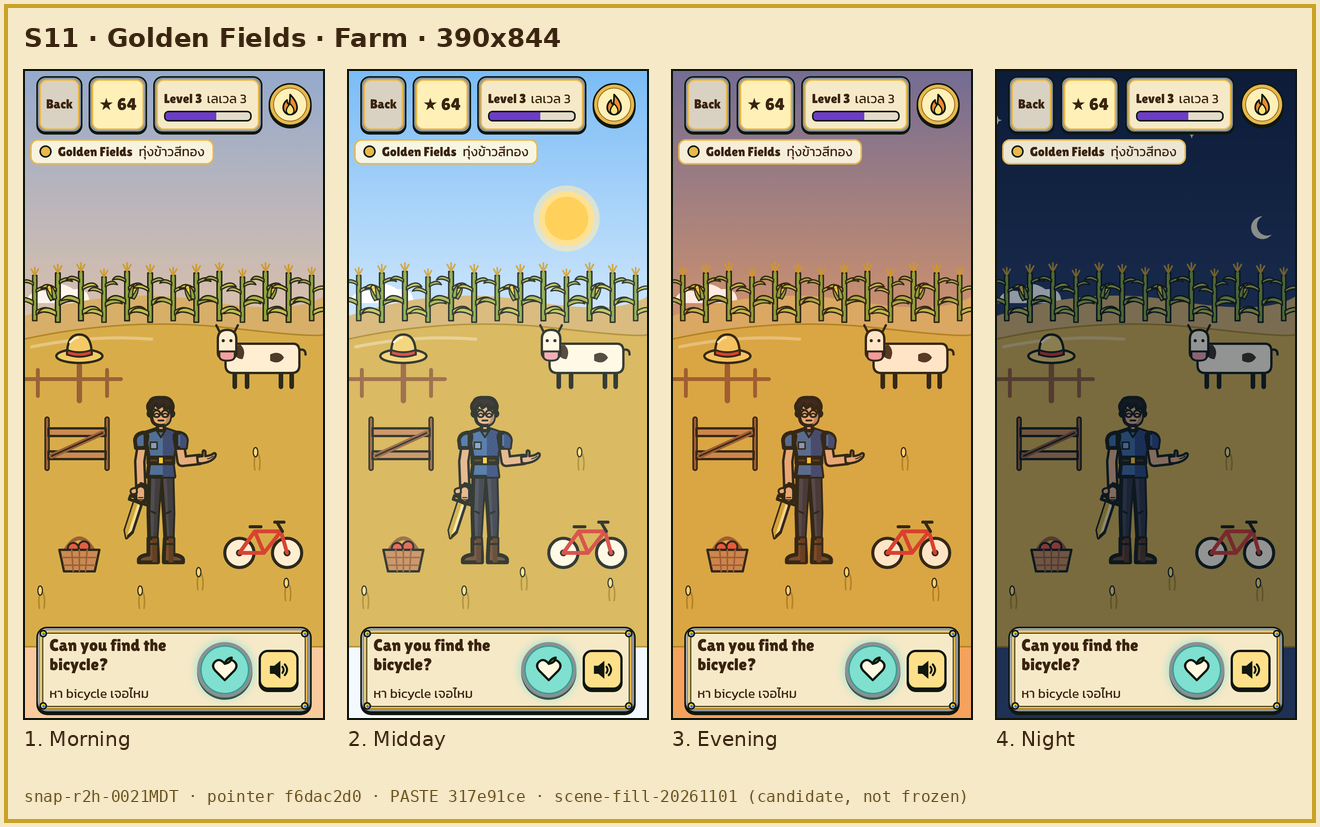 S11 · Golden Fields · Farm · 390x844
Back
★ 64
Level 3 เลเวล 3
Golden Fields ทุ่งข้าวสีทอง
Can you find the
bicycle?
หา bicycle เจอไหม
1. Morning
Back
★ 64
Level 3 เลเวล 3
Golden Fields ทุ่งข้าวสีทอง
Can you find the
bicycle?
หา bicycle เจอไหม
2. Midday
Back
★ 64
Level 3 เลเวล 3
Golden Fields ทุ่งข้าวสีทอง
Can you find the
bicycle?
หา bicycle เจอไหม
3. Evening
Back
★ 64
Level 3 เลเวล 3
Golden Fields ทุ่งข้าวสีทอง
Can you find the
bicycle?
หา bicycle เจอไหม
4. Night
snap-r2h-0021MDT · pointer f6dac2d0 · PASTE 317e91ce · scene-fill-20261101 (candidate, not frozen)